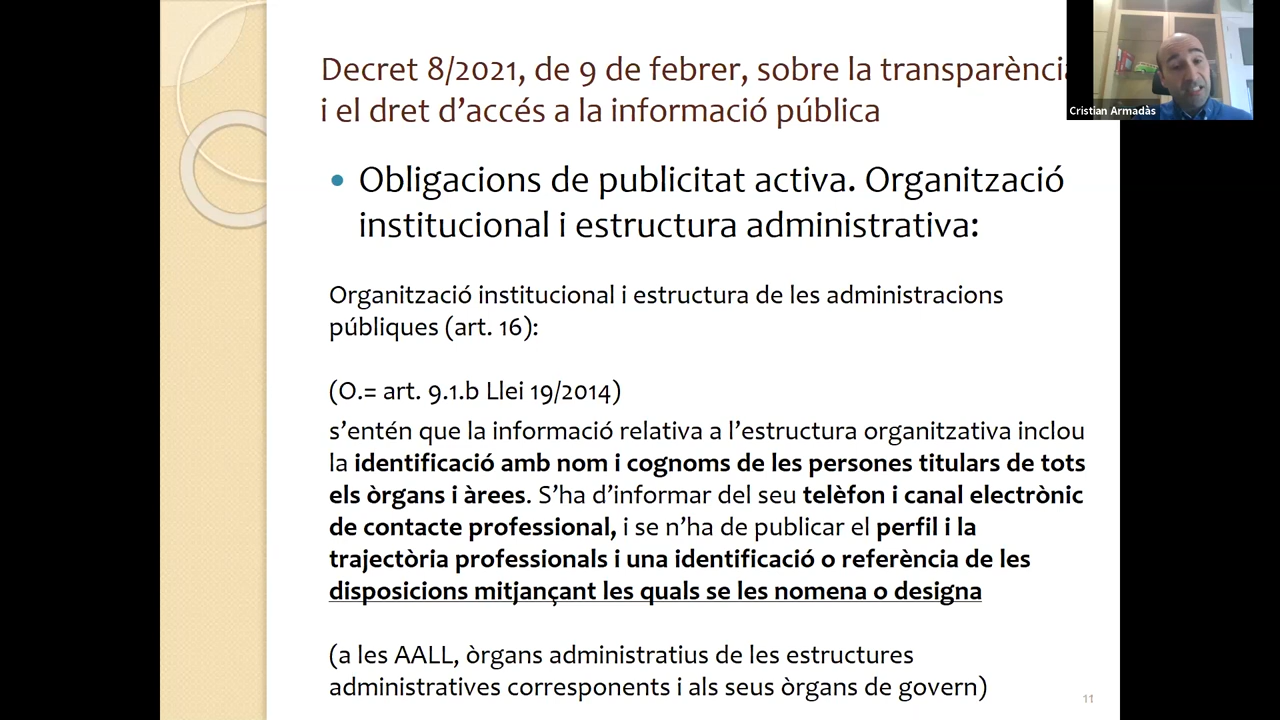 Decret 8/2021, de 9 de febrer, sobre la transparència
i el dret d'accés a la informació pública
Cristian Armadàs
• Obligacions de publicitat activa. Organització
institucional i estructura administrativa:
Organització institucional i estructura de les administracions
públiques (art. 16):
(O.= art. 9.1.b Llei 19/2014)
s'entén que la informació relativa a l'estructura organitzativa inclou
la identificació amb nom i cognoms de les persones titulars de tots
els òrgans i àrees. S'ha d'informar del seu telèfon i canal electrònic
de contacte professional, i se n'ha de publicar el perfil i la
trajectòria professionals i una identificació o referència de les
disposicions mitjançant les quals se les nomena o designa
(a les AALL, òrgans administratius de les estructures
administratives corresponents i als seus òrgans de govern)
11